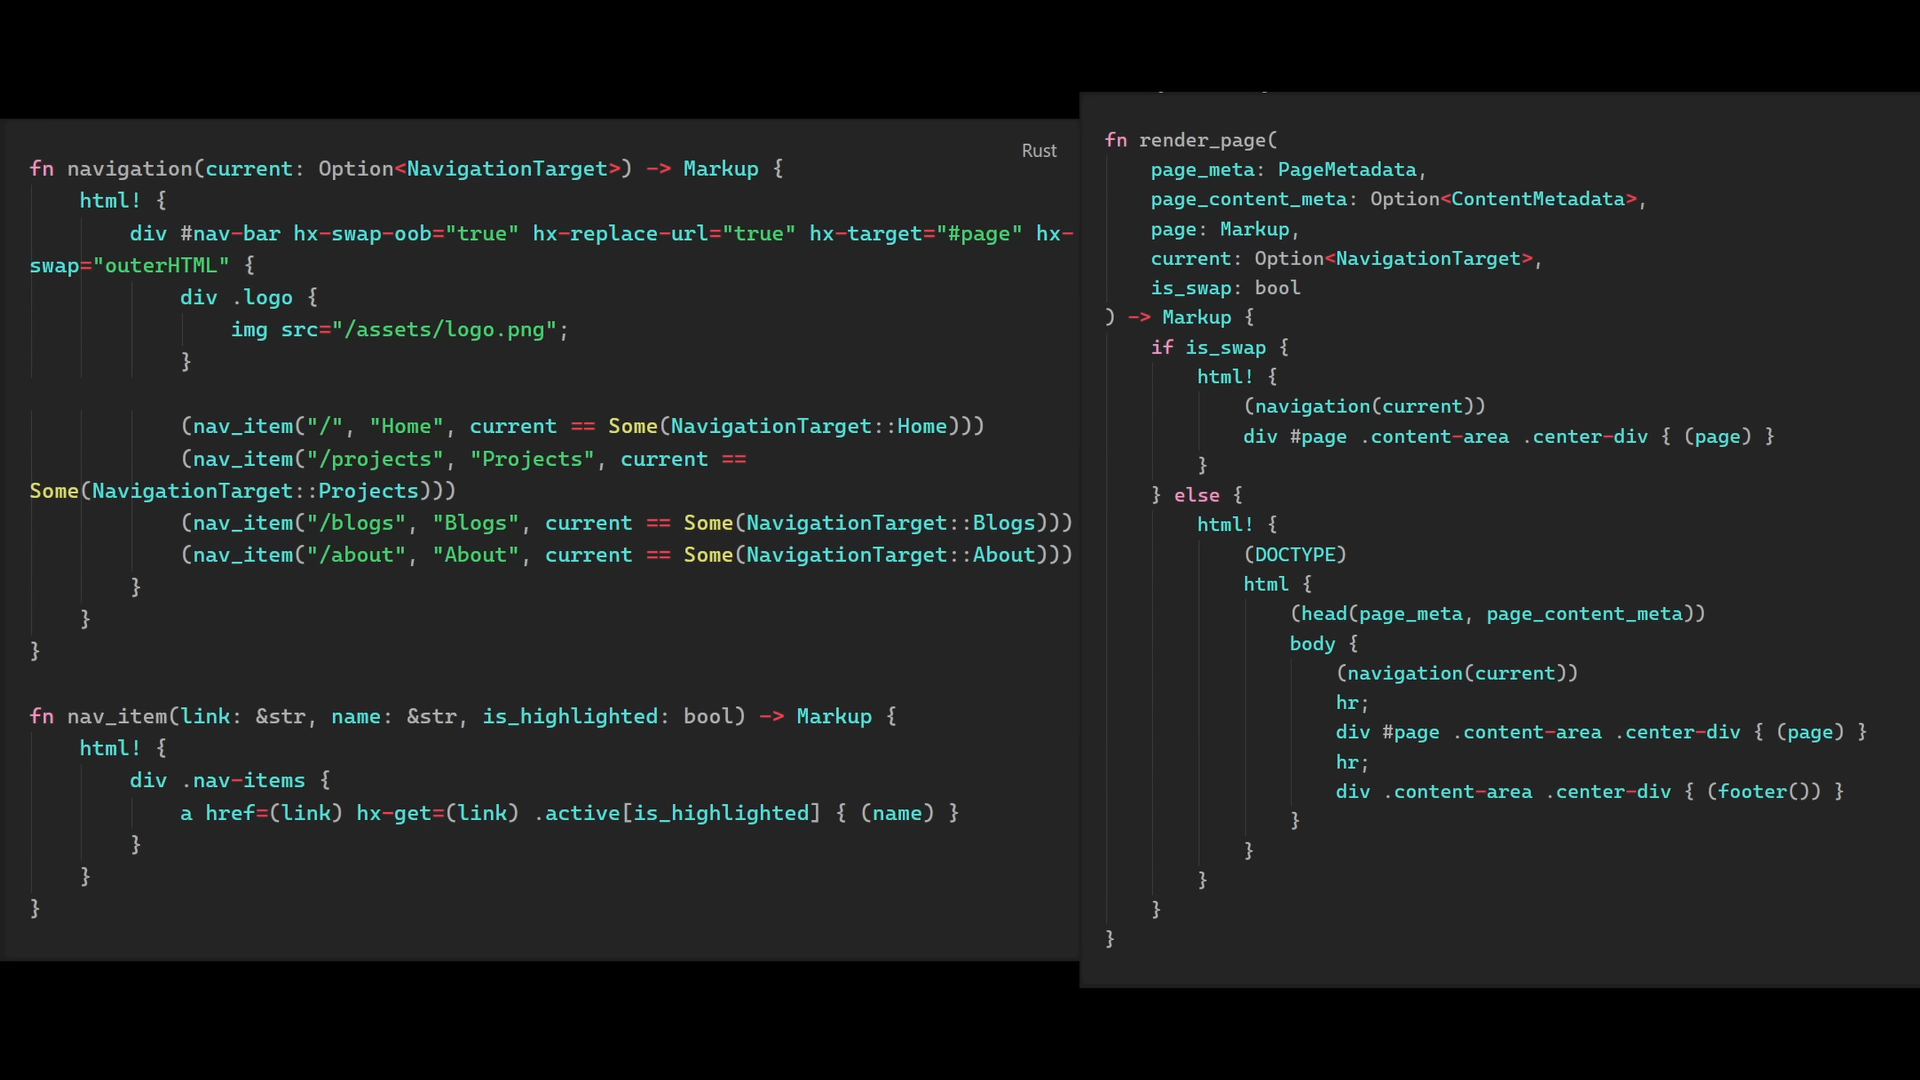 Rust
fn navigation(current: Option<NavigationTarget>) -> Markup {
    html! {
        div #nav-bar hx-swap-oob="true" hx-replace-url="true" hx-target="#page" hx-
swap="outerHTML" {
            div .logo {
                img src="/assets/logo.png";
            }

            (nav_item("/", "Home", current == Some(NavigationTarget::Home)))
            (nav_item("/projects", "Projects", current ==
Some(NavigationTarget::Projects)))
            (nav_item("/blogs", "Blogs", current == Some(NavigationTarget::Blogs)))
            (nav_item("/about", "About", current == Some(NavigationTarget::About)))
        }
    }
}

fn nav_item(link: &str, name: &str, is_highlighted: bool) -> Markup {
    html! {
        div .nav-items {
            a href=(link) hx-get=(link) .active[is_highlighted] { (name) }
        }
    }
}

fn render_page(
    page_meta: PageMetadata,
    page_content_meta: Option<ContentMetadata>,
    page: Markup,
    current: Option<NavigationTarget>,
    is_swap: bool
) -> Markup {
    if is_swap {
        html! {
            (navigation(current))
            div #page .content-area .center-div { (page) }
        }
    } else {
        html! {
            (DOCTYPE)
            html {
                (head(page_meta, page_content_meta))
                body {
                    (navigation(current))
                    hr;
                    div #page .content-area .center-div { (page) }
                    hr;
                    div .content-area .center-div { (footer()) }
                }
            }
        }
    }
}